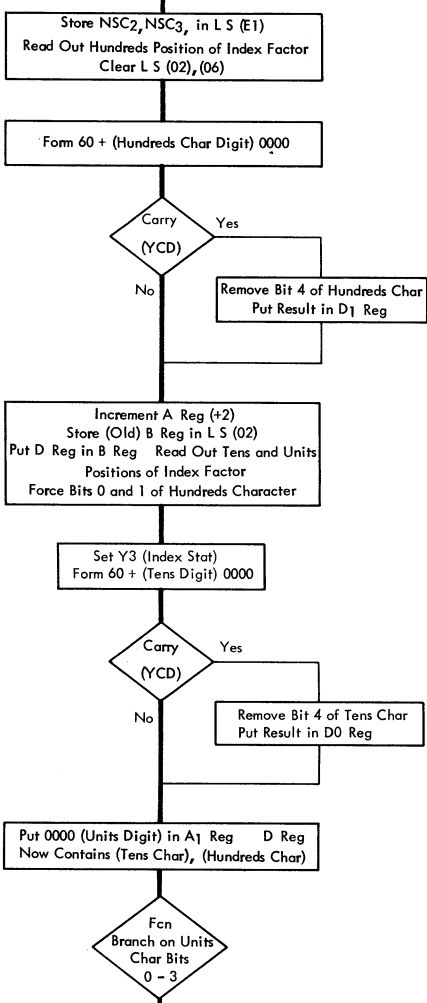 Store NSC2, NSC3, in L S (E1)
Read Out Hundreds Position of Index Factor
Clear L S (02), (06)
Form 60 + (Hundreds Char Digit) 0000
Carry
(YCD)
Yes
No
Remove Bit 4 of Hundreds Char
Put Result in D1 Reg
Increment A Reg (+2)
Store (Old) B Reg in L S (02)
Put D Reg in B Reg Read Out Tens and Units
Positions of Index Factor
Force Bits 0 and 1 of Hundreds Character
Set Y3 (Index Stat)
Form 60 + (Tens Digit) 0000
Carry
(YCD)
Yes
No
Remove Bit 4 of Tens Char
Put Result in D0 Reg
Put 0000 (Units Digit) in A1 Reg D Reg
Now Contains (Tens Char), (Hundreds Char)
Fcn
Branch on Units
Char Bits
0 - 3